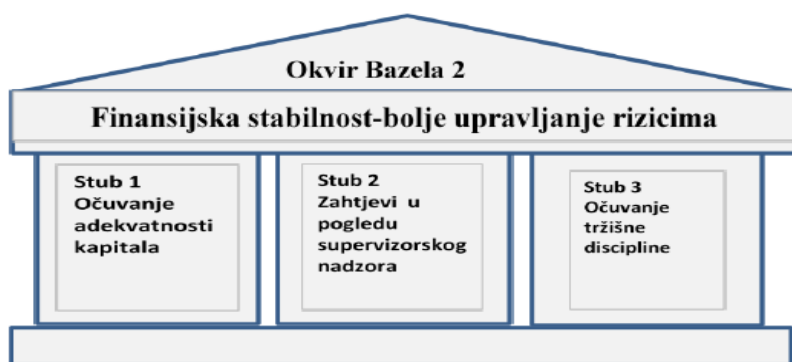 Okvir Bazela 2
Finansijska stabilnost-bolje upravljanje rizicima
Stub 1
Očuvanje
adekvatnosti
kapitala
Stub 2
Zahtjevi u
pogledu
supervizorskog
nadzora
Stub 3
Očuvanje
tržišne
discipline